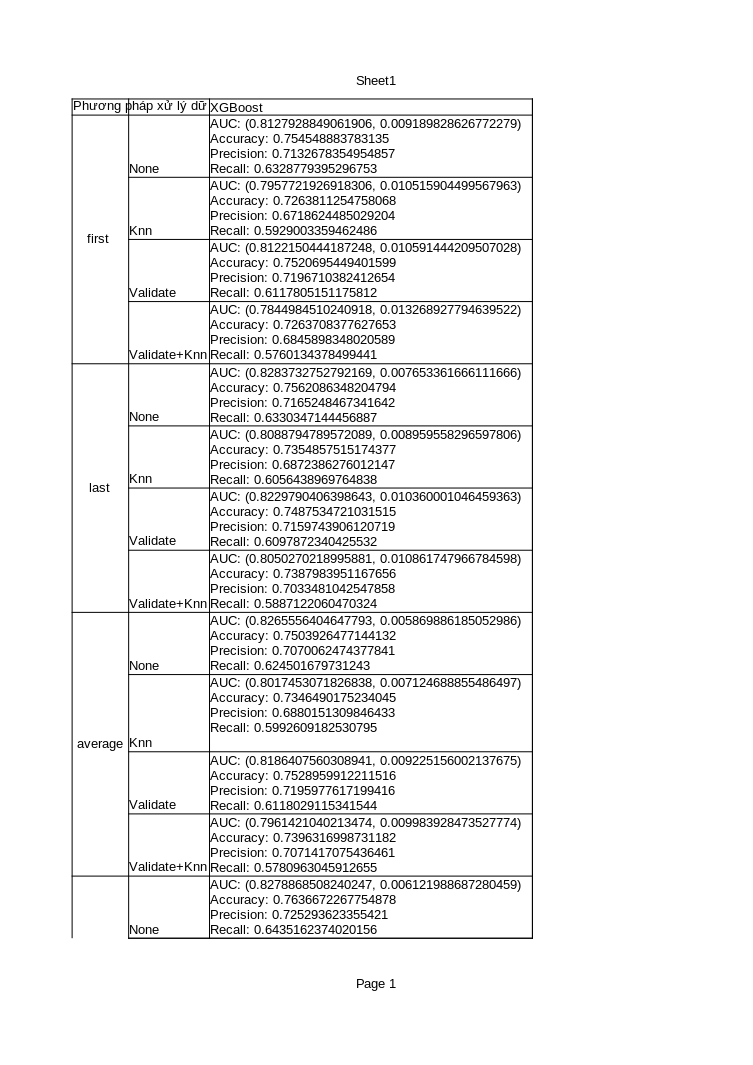 Sheet1
Phương pháp xử lý dữ XGBoost
first
None
AUC: (0.8127928849061906, 0.009189828626772279)
Accuracy: 0.754548883783135
Precision: 0.7132678354954857
Recall: 0.6328779395296753
Knn
AUC: (0.7957721926918306, 0.010515904499567963)
Accuracy: 0.7263811254758068
Precision: 0.6718624485029204
Recall: 0.5929003359462486
Validate
AUC: (0.8122150444187248, 0.010591444209507028)
Accuracy: 0.7520695449401599
Precision: 0.7196710382412654
Recall: 0.6117805151175812
Validate+Knn
AUC: (0.7844984510240918, 0.013268927794639522)
Accuracy: 0.7263708377627653
Precision: 0.6845898348020589
Recall: 0.5760134378499441
last
None
AUC: (0.8283732752792169, 0.007653361666111666)
Accuracy: 0.7562086348204794
Precision: 0.7165248467341642
Recall: 0.6330347144456887
Knn
AUC: (0.8088794789572089, 0.008959558296597806)
Accuracy: 0.7354857515174377
Precision: 0.6872386276012147
Recall: 0.6056438969764838
Validate
AUC: (0.8229790406398643, 0.010360001046459363)
Accuracy: 0.7487534721031515
Precision: 0.7159743906120719
Recall: 0.6097872340425532
Validate+Knn
AUC: (0.8050270218995881, 0.010861747966784598)
Accuracy: 0.7387983951167656
Precision: 0.7033481042547858
Recall: 0.5887122060470324
average
None
AUC: (0.8265556404647793, 0.005869886185052986)
Accuracy: 0.7503926477144132
Precision: 0.7070062474377841
Recall: 0.624501679731243
Knn
AUC: (0.8017453071826838, 0.007124688855486497)
Accuracy: 0.7346490175234045
Precision: 0.6880151309846433
Recall: 0.5992609182530795
Validate
AUC: (0.8186407560308941, 0.009225156002137675)
Accuracy: 0.7528959912211516
Precision: 0.7195977617199416
Recall: 0.6118029115341544
Validate+Knn
AUC: (0.7961421040213474, 0.009983928473527774)
Accuracy: 0.7396316998731182
Precision: 0.7071417075436461
Recall: 0.5780963045912655
None
AUC: (0.8278868508240247, 0.006121988687280459)
Accuracy: 0.7636672267754878
Precision: 0.725293623355421
Recall: 0.6435162374020156
Page 1